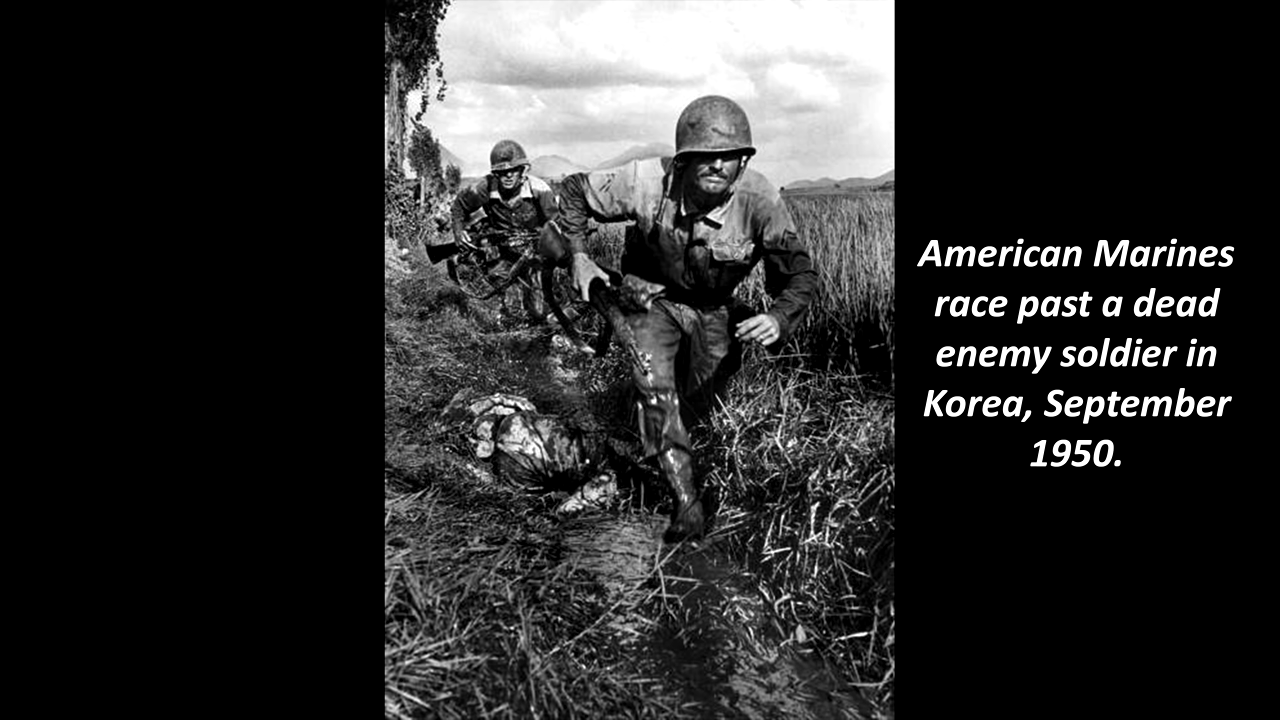 American Marines
race past a dead
enemy soldier in
Korea, September
1950.